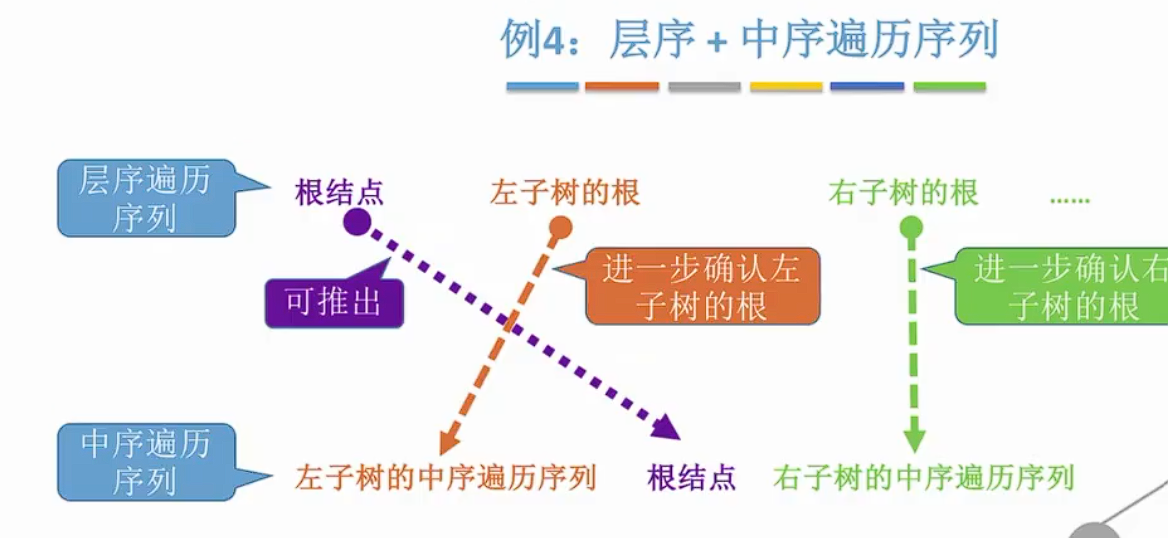 例4：层序 + 中序遍历序列
层序遍历
序列
根结点
左子树的根
右子树的根
……
可推出
进一步确认左
子树的根
进一步确认右
子树的根
中序遍历
序列
左子树的中序遍历序列
根结点
右子树的中序遍历序列